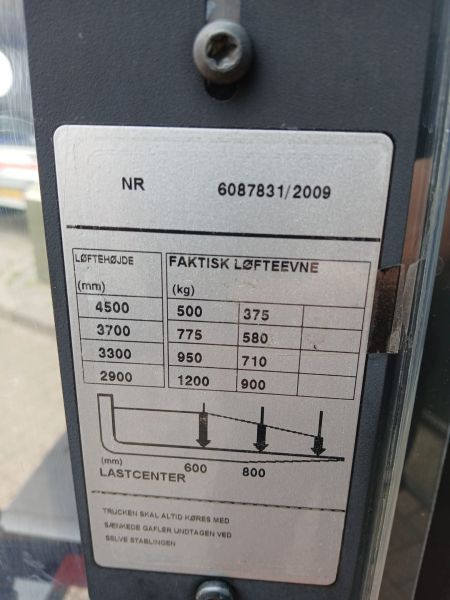 NR 6087831/2009
LØFTEHØJDE FAKTISK LØFTEEVNE
(mm) (kg)
4500 500 375
3700 775 580
3300 950 710
2900 1200 900
(mm) 600 800
LASTCENTER
TRUCKEN SKAL ALTID KØRES MED
SÆNKEDE GAFLER UNDTAGEN VED
SELVE STABLINGEN